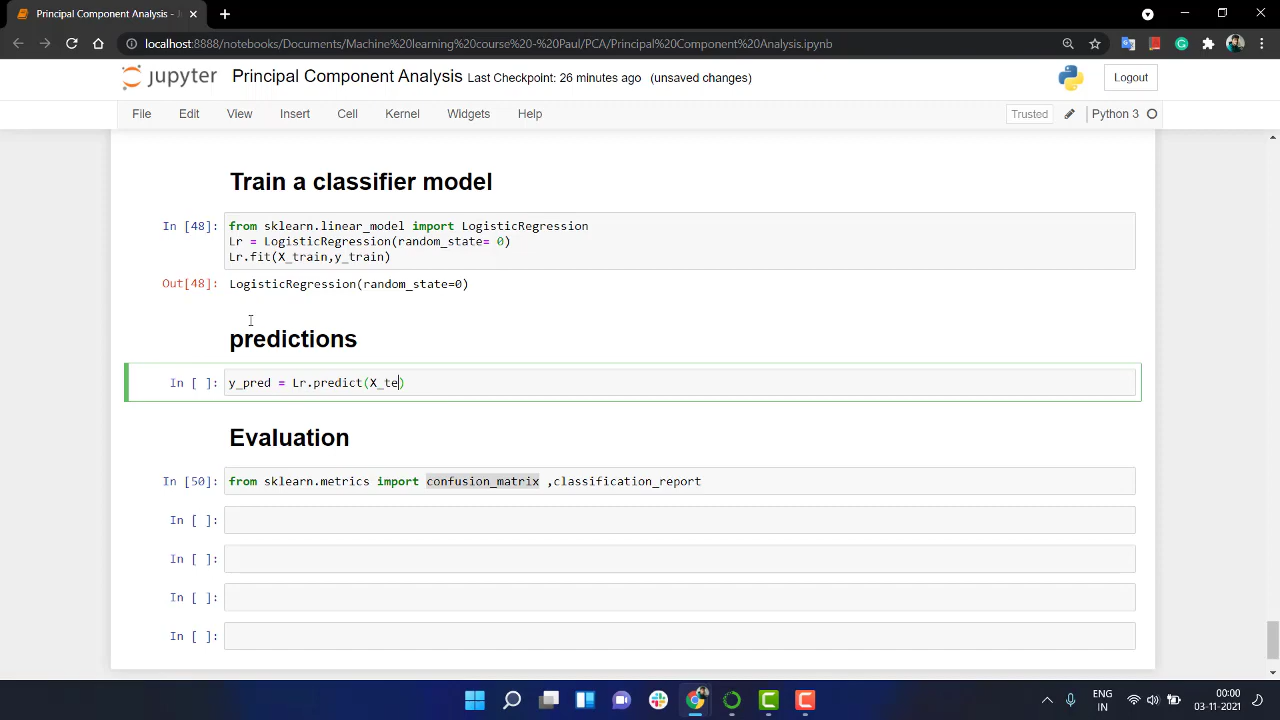 Principal Component Analysis - J
localhost:8888/notebooks/Documents/Machine%20learning%20course%20-%20Paul/PCA/Principal%20Component%20Analysis.ipynb
jupyter Principal Component Analysis Last Checkpoint: 26 minutes ago (unsaved changes) Logout
File Edit View Insert Cell Kernel Widgets Help Trusted Python 3
Train a classifier model
In [48]: from sklearn.linear_model import LogisticRegression
Lr = LogisticRegression(random_state= 0)
Lr.fit(X_train,y_train)
Out[48]: LogisticRegression(random_state=0)
predictions
In [ ]: y_pred = Lr.predict(X_te)
Evaluation
In [50]: from sklearn.metrics import confusion_matrix ,classification_report
In [ ]:
In [ ]:
In [ ]:
In [ ]:
ENG 00:00
IN 03-11-2021